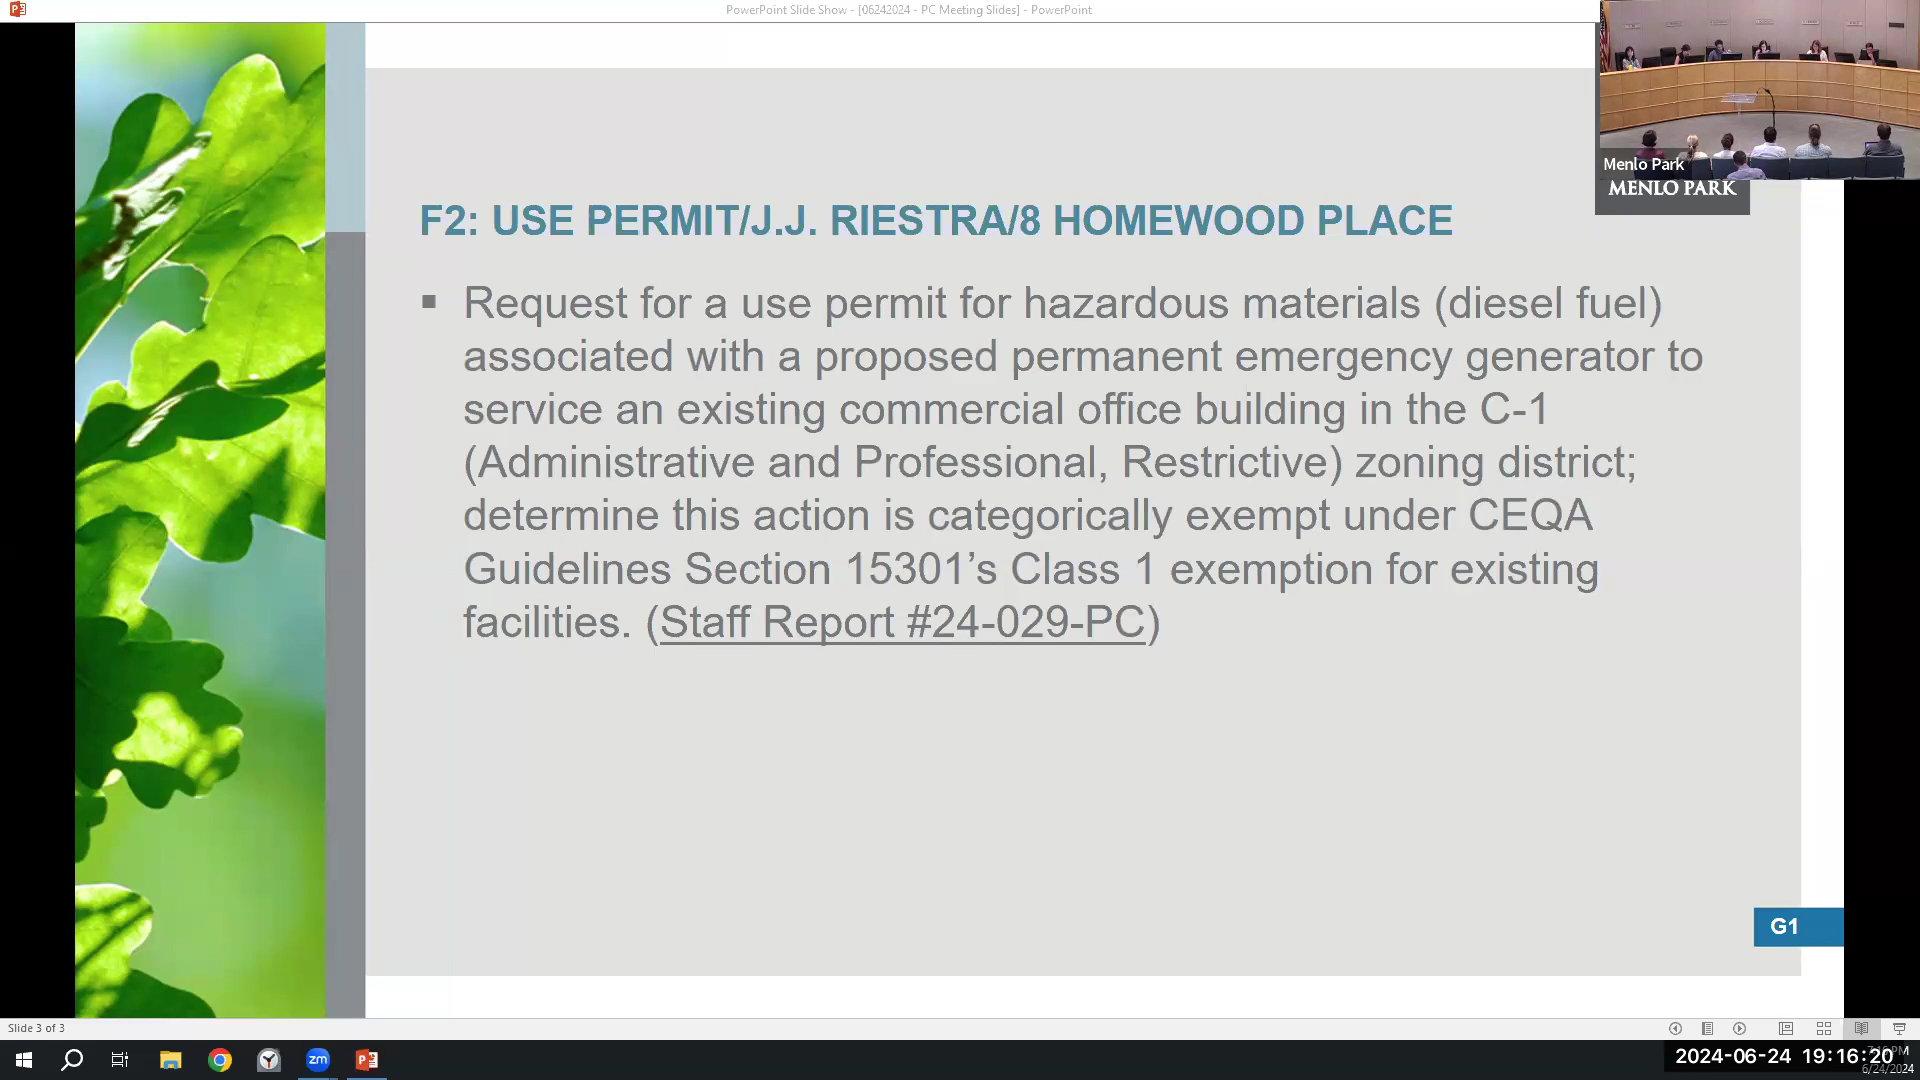 PowerPoint Slide Show - [06242024 - PC Meeting Slides] - PowerPoint
Menlo Park
MENLO PARK
F2: USE PERMIT/J.J. RIESTRA/8 HOMEWOOD PLACE
▪ Request for a use permit for hazardous materials (diesel fuel)
associated with a proposed permanent emergency generator to
service an existing commercial office building in the C-1
(Administrative and Professional, Restrictive) zoning district;
determine this action is categorically exempt under CEQA
Guidelines Section 15301’s Class 1 exemption for existing
facilities. (Staff Report #24-029-PC)
G1
Slide 3 of 3
zm
2024-06-24 19:16:20
PM
6/24/2024